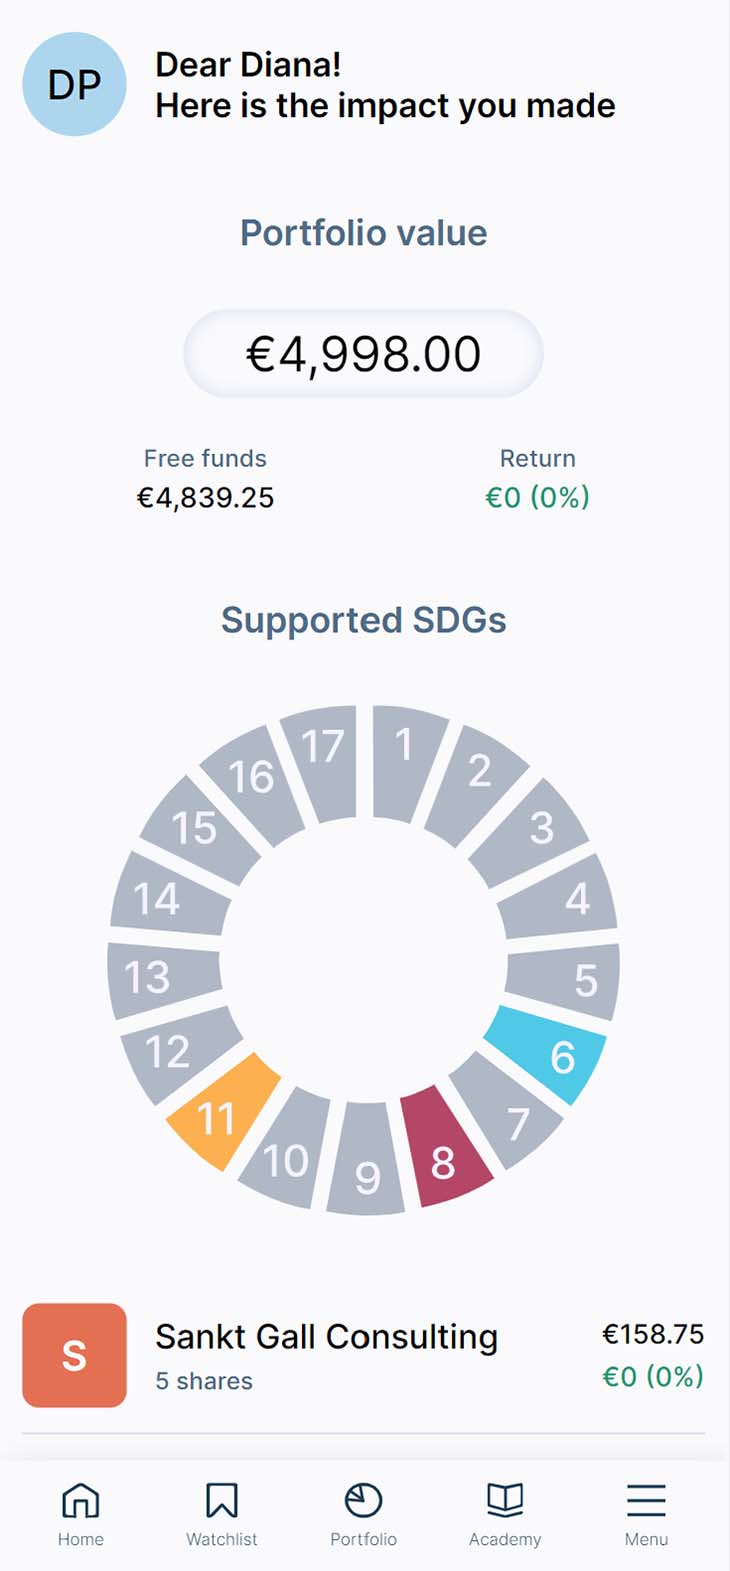 DP
Dear Diana!
Here is the impact you made
Portfolio value
€4,998.00
Free funds
€4,839.25
Return
€0 (0%)
Supported SDGs
1
2
3
4
5
6
7
8
9
10
11
12
13
14
15
16
17
S
Sankt Gall Consulting
5 shares
€158.75
€0 (0%)
Home
Watchlist
Portfolio
Academy
Menu